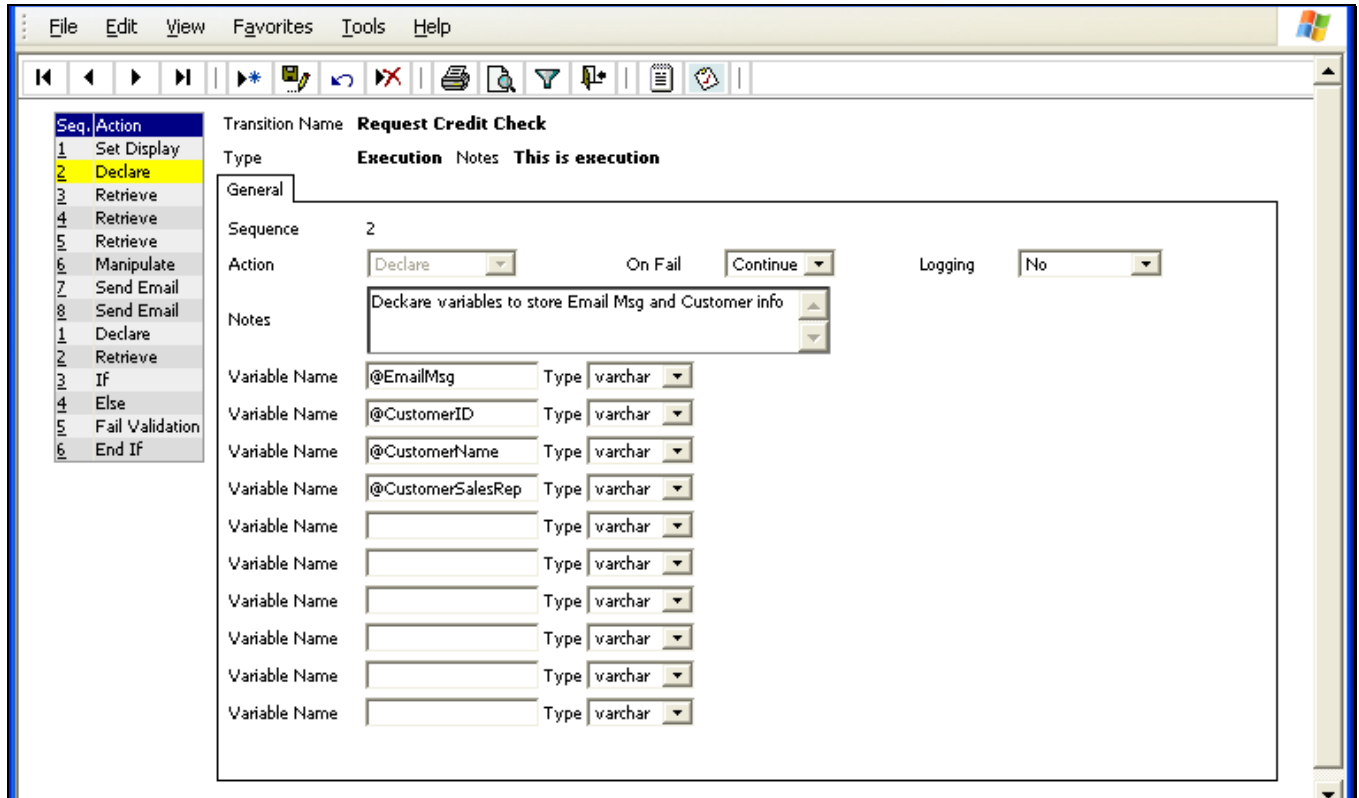 File Edit View Favorites Tools Help
Seq. Action
1 Set Display
2 Declare
3 Retrieve
4 Retrieve
5 Retrieve
6 Manipulate
7 Send Email
8 Send Email
1 Declare
2 Retrieve
3 If
4 Else
5 Fail Validation
6 End If
Transition Name Request Credit Check
Type Execution Notes This is execution
General
Sequence 2
Action Declare On Fail Continue Logging No
Notes Deckare variables to store Email Msg and Customer info
Variable Name @EmailMsg Type varchar
Variable Name @CustomerID Type varchar
Variable Name @CustomerName Type varchar
Variable Name @CustomerSalesRep Type varchar
Variable Name Type varchar
Variable Name Type varchar
Variable Name Type varchar
Variable Name Type varchar
Variable Name Type varchar
Variable Name Type varchar